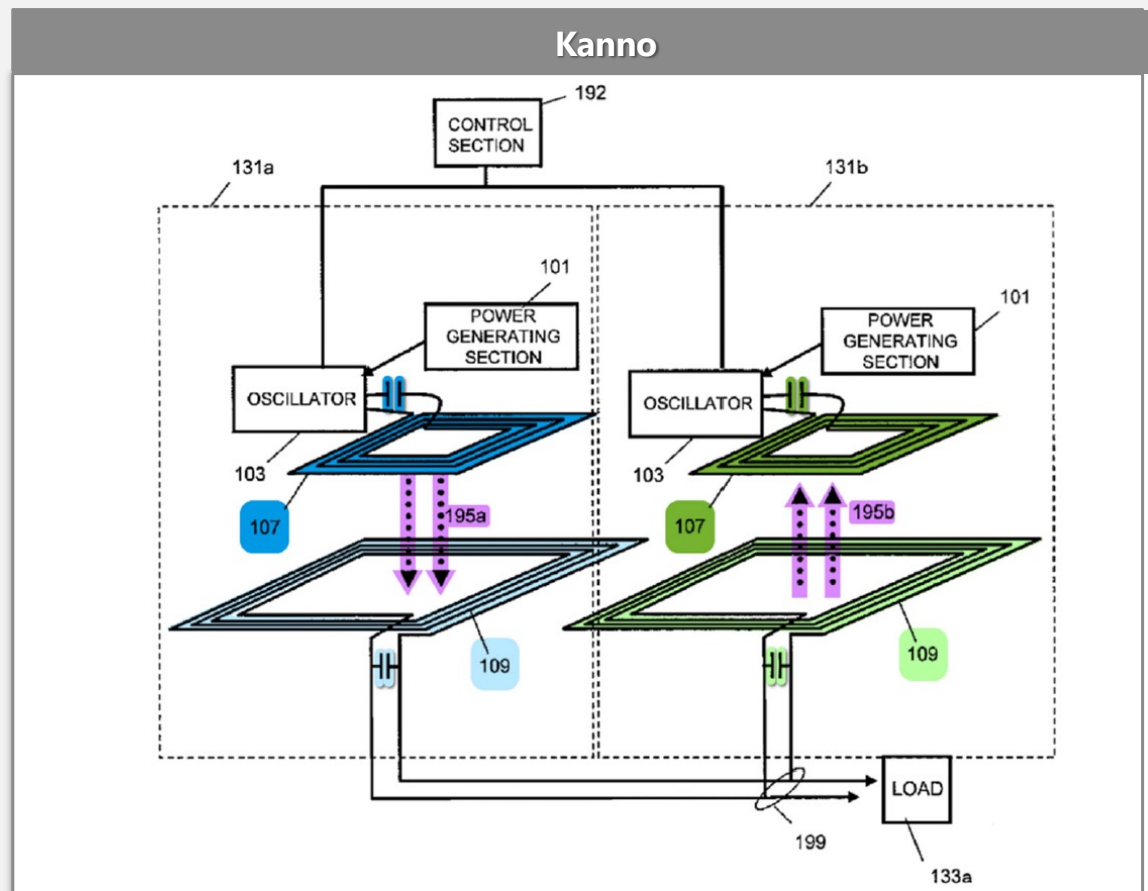 Kanno
192
CONTROL
SECTION
131a
131b
101
POWER
GENERATING
SECTION
101
POWER
GENERATING
SECTION
OSCILLATOR
OSCILLATOR
103
103
107
195a
107
195b
109
109
LOAD
199
133a